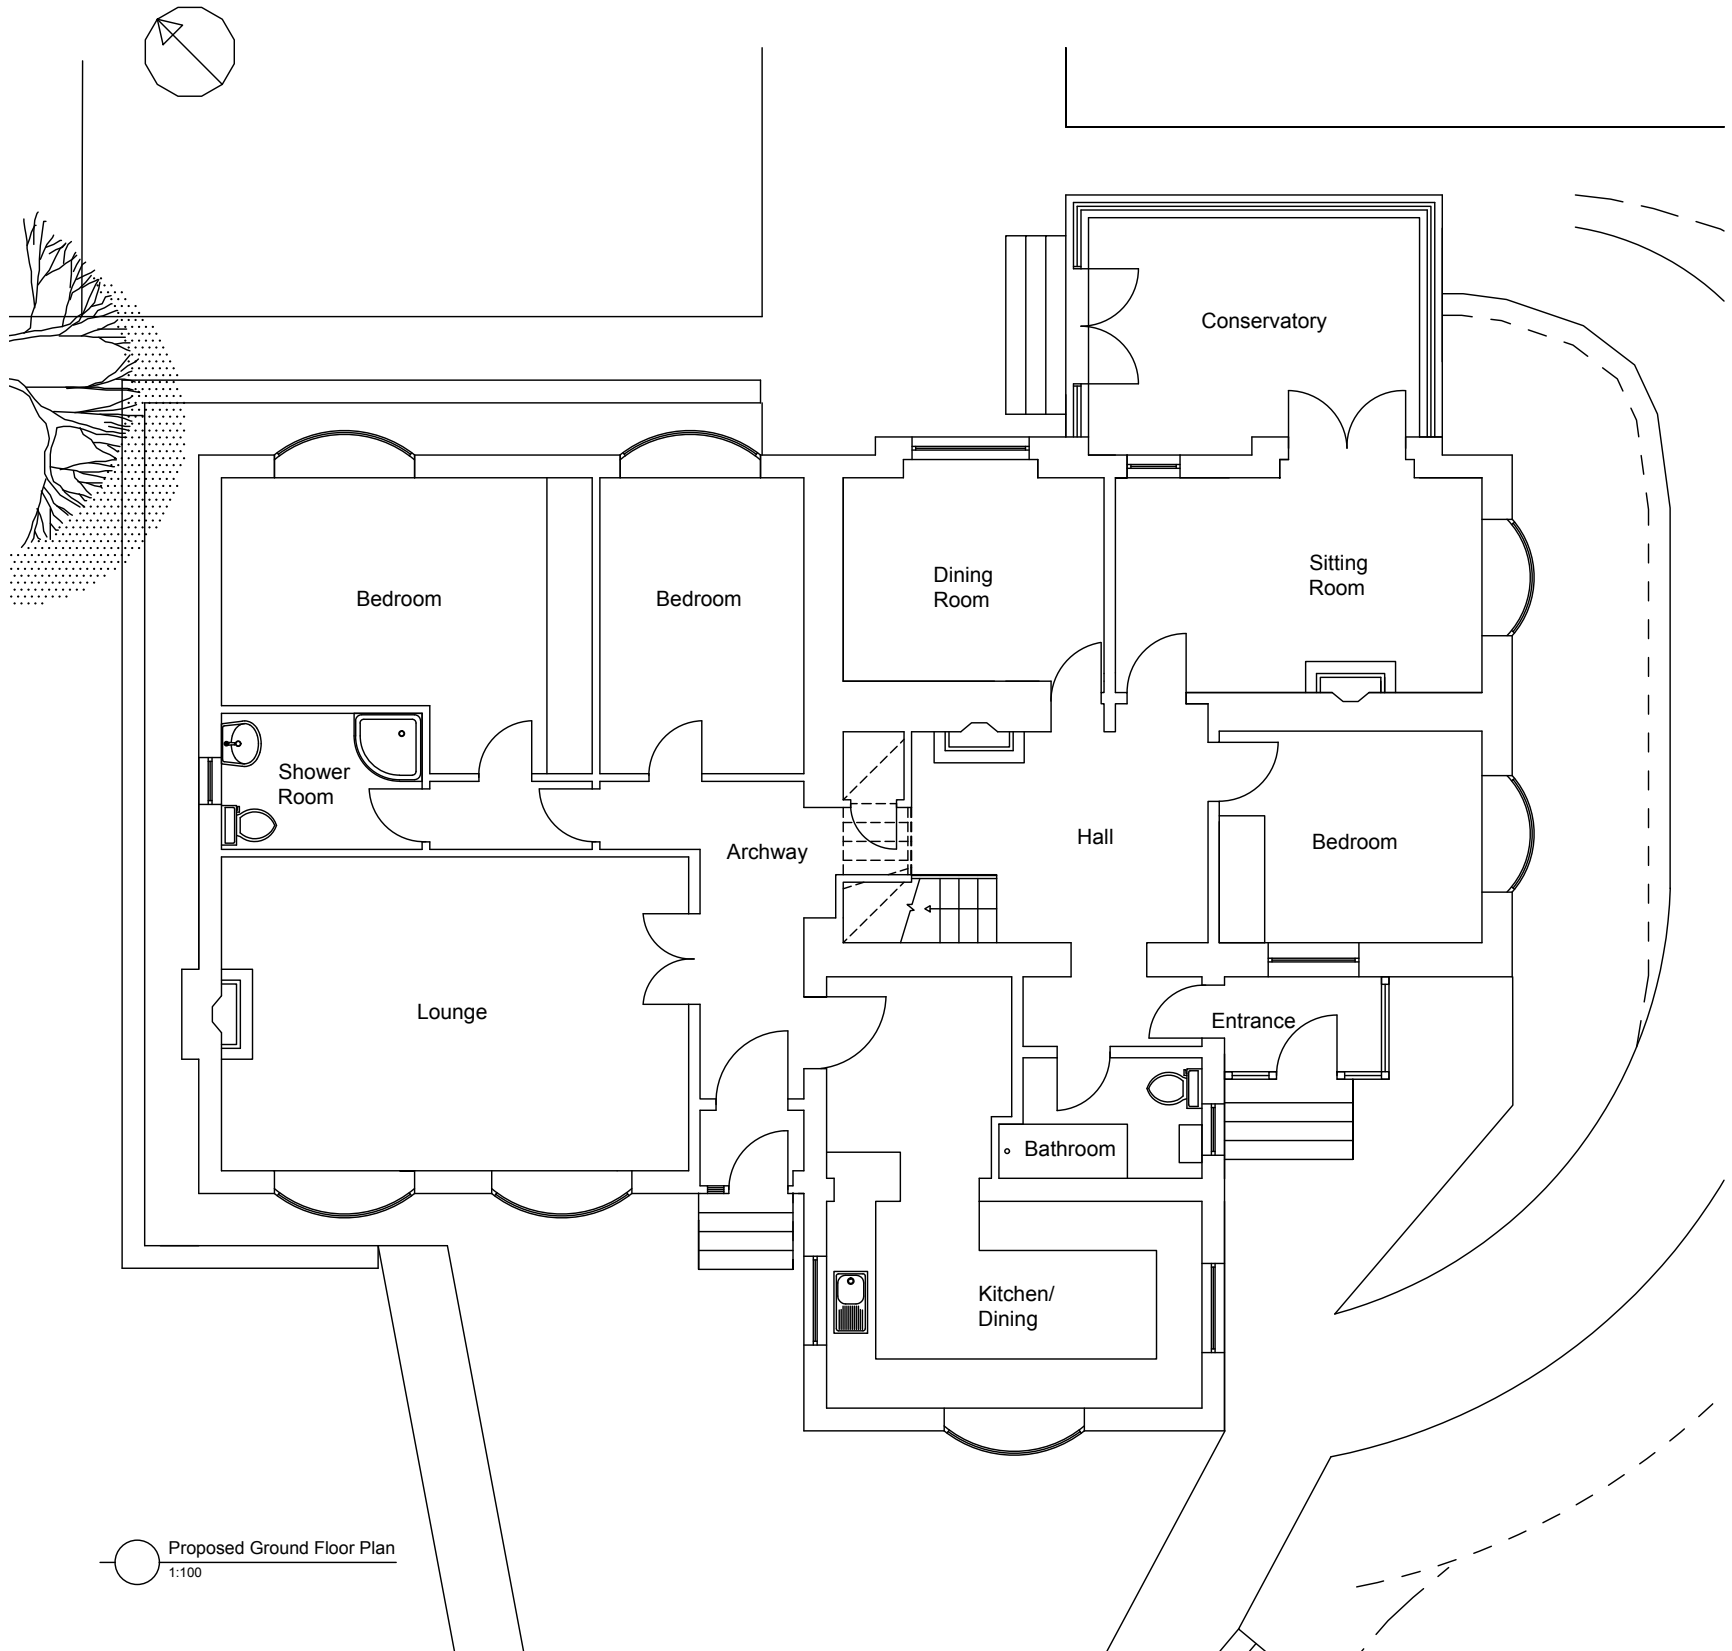 Conservatory
Bedroom
Bedroom
Dining
Room
Sitting
Room
Shower
Room
Archway
Hall
Bedroom
Lounge
Entrance
Bathroom
Kitchen/
Dining
Proposed Ground Floor Plan
1:100